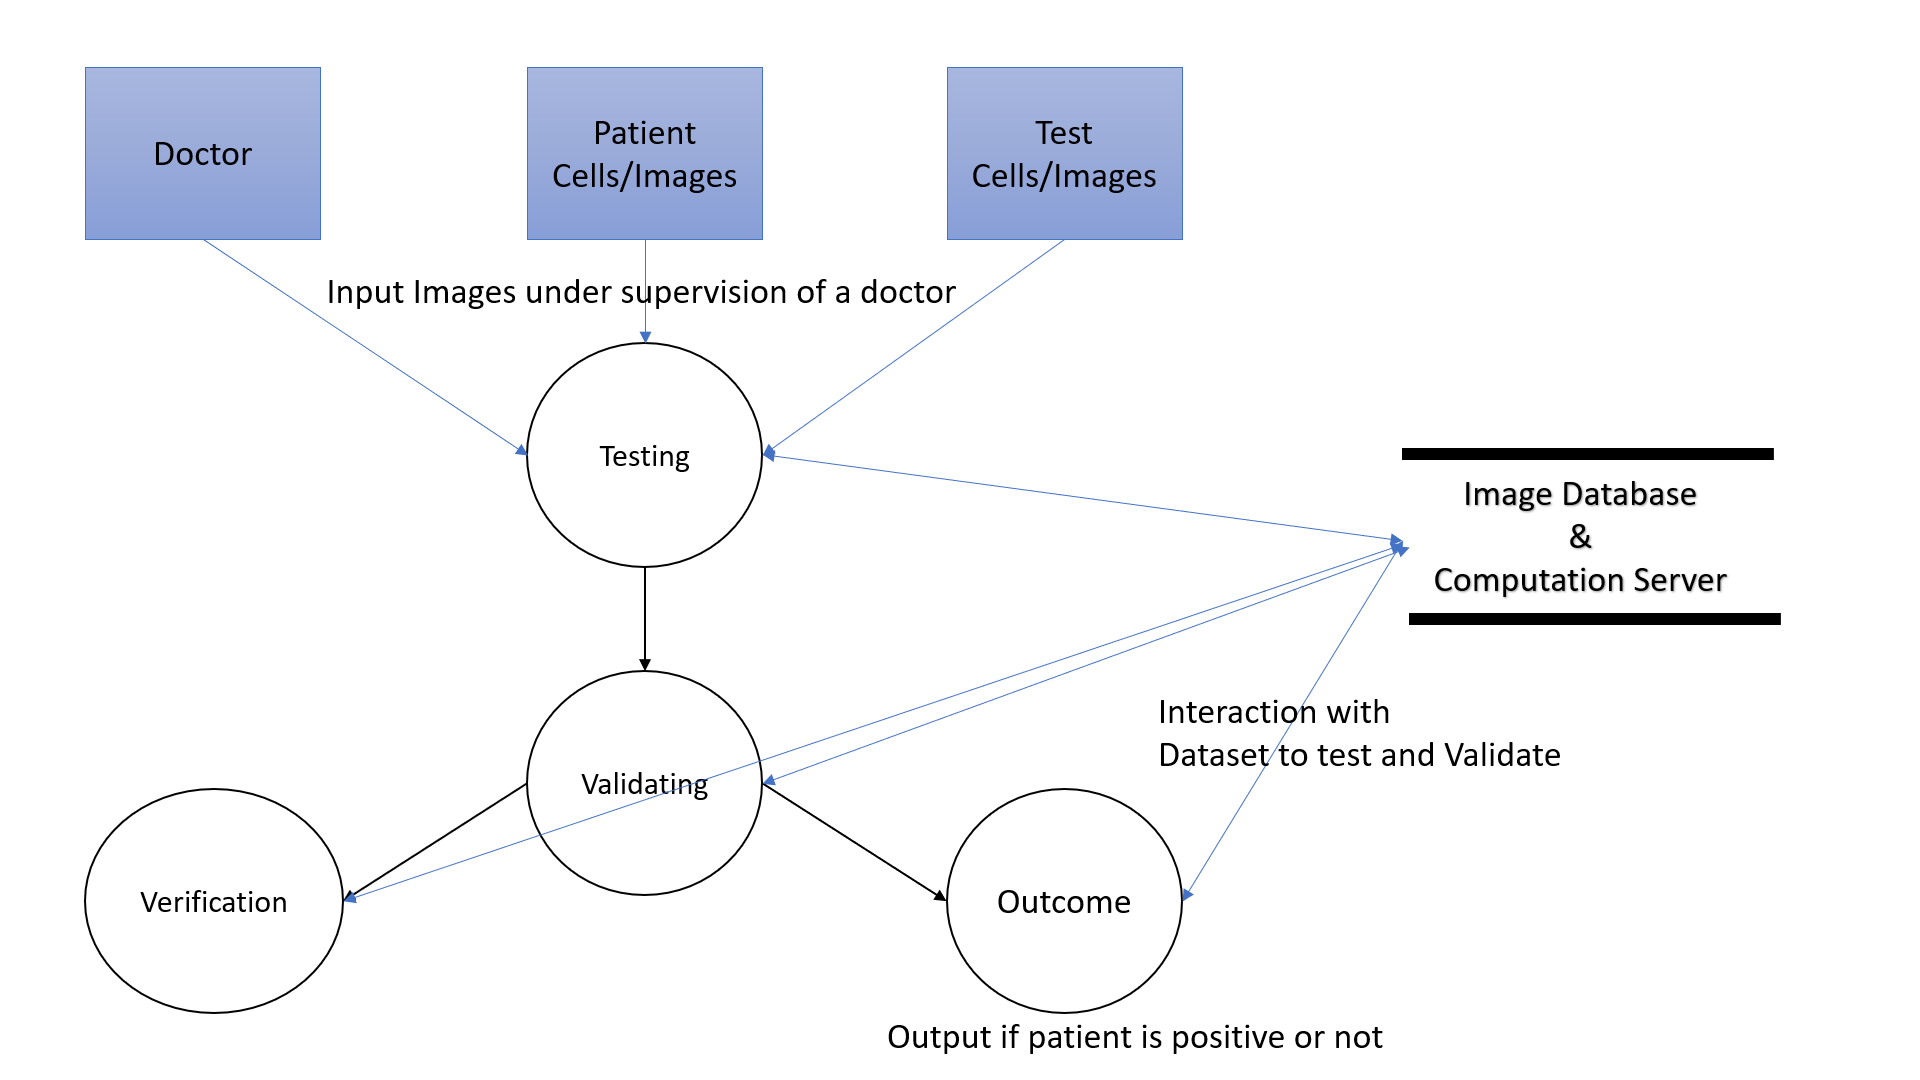 Doctor
Patient
Cells/Images
Test
Cells/Images
Input Images under supervision of a doctor
Testing
Image Database
&
Computation Server
Interaction with
Dataset to test and Validate
Validating
Verification
Outcome
Output if patient is positive or not